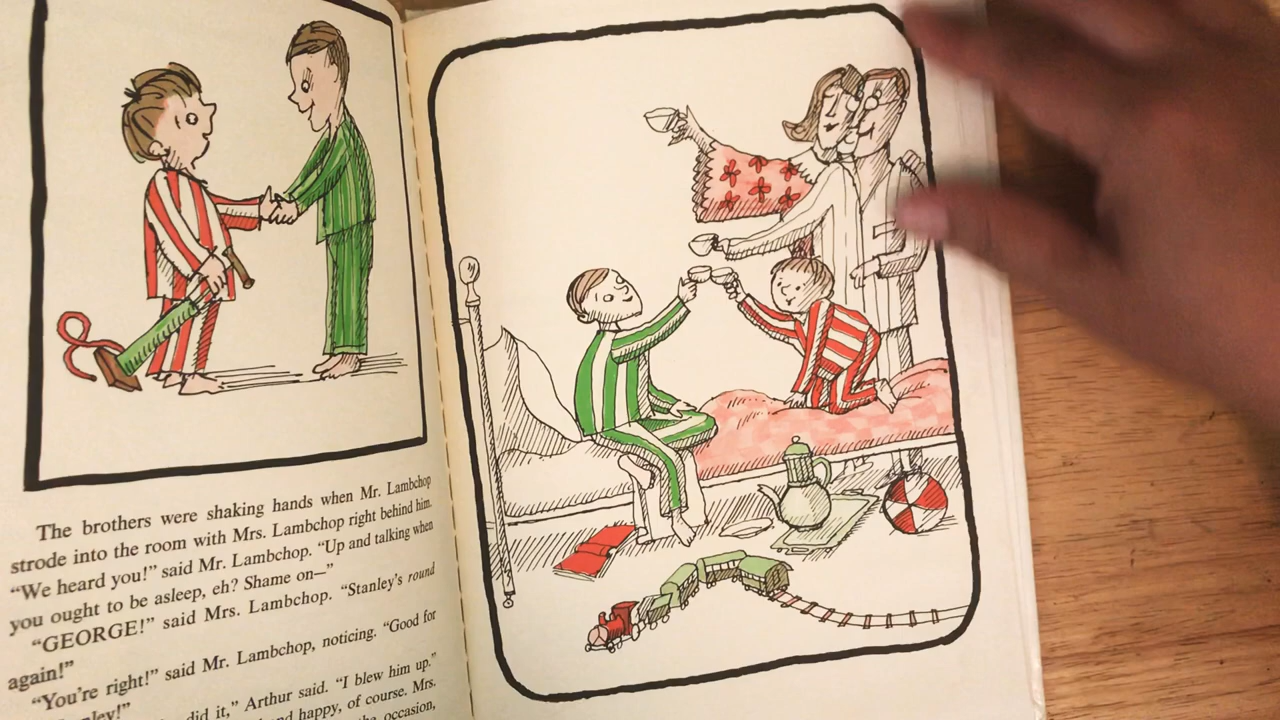 The brothers were shaking hands when Mr. Lambchop
strode into the room with Mrs. Lambchop right behind him.
“We heard you!” said Mr. Lambchop. “Up and talking when
you ought to be asleep, eh? Shame on—”
“GEORGE!” said Mrs. Lambchop. “Stanley’s round
again!”
“You’re right!” said Mr. Lambchop, noticing. “Good for
did it,” Arthur said. “I blew him up.”
and happy, of course. Mrs.
the occasion,